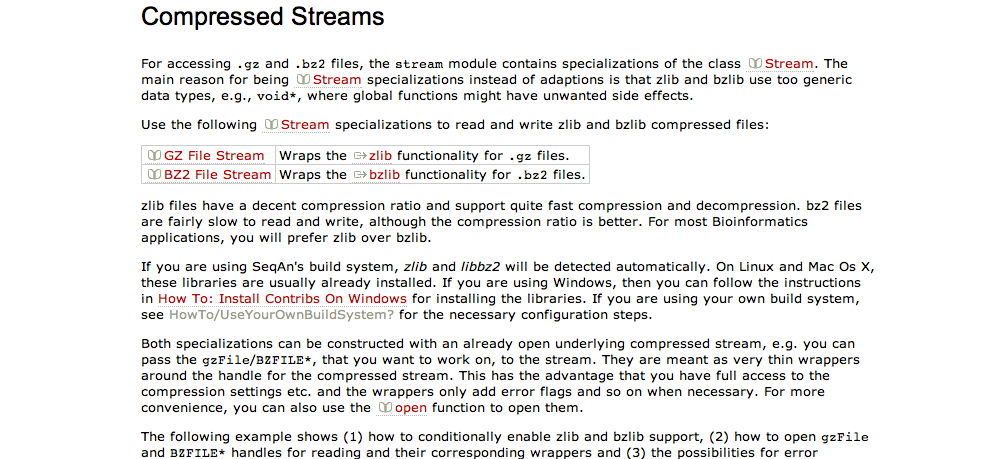 Compressed Streams
For accessing .gz and .bz2 files, the stream module contains specializations of the class Stream. The
main reason for being Stream specializations instead of adaptions is that zlib and bzlib use too generic
data types, e.g., void*, where global functions might have unwanted side effects.
Use the following Stream specializations to read and write zlib and bzlib compressed files:
GZ File Stream Wraps the zlib functionality for .gz files.
BZ2 File Stream Wraps the bzlib functionality for .bz2 files.
zlib files have a decent compression ratio and support quite fast compression and decompression. bz2 files
are fairly slow to read and write, although the compression ratio is better. For most Bioinformatics
applications, you will prefer zlib over bzlib.
If you are using SeqAn's build system, zlib and libbz2 will be detected automatically. On Linux and Mac Os X,
these libraries are usually already installed. If you are using Windows, then you can follow the instructions
in How To: Install Contribs On Windows for installing the libraries. If you are using your own build system,
see HowTo/UseYourOwnBuildSystem? for the necessary configuration steps.
Both specializations can be constructed with an already open underlying compressed stream, e.g. you can
pass the gzFile/BZFILE*, that you want to work on, to the stream. They are meant as very thin wrappers
around the handle for the compressed stream. This has the advantage that you have full access to the
compression settings etc. and the wrappers only add error flags and so on when necessary. For more
convenience, you can also use the open function to open them.
The following example shows (1) how to conditionally enable zlib and bzlib support, (2) how to open gzFile
and BZFILE* handles for reading and their corresponding wrappers and (3) the possibilities for error